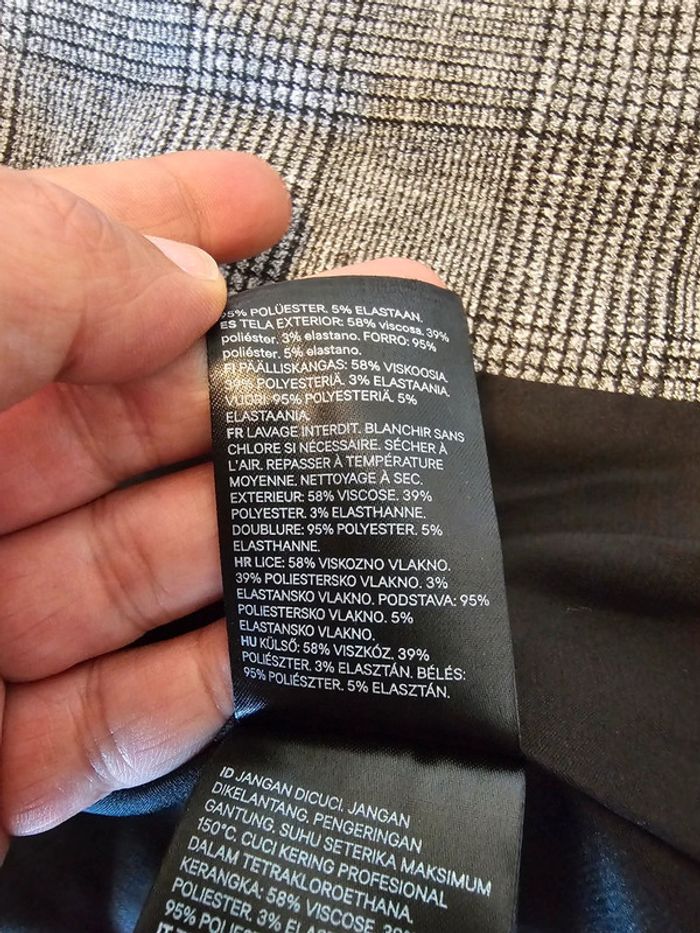 95% POLÜESTER. 5% ELASTAAN.
ES TELA EXTERIOR: 58% viscosa. 39%
poliéster. 3% elastano. FORRO: 95%
poliéster. 5% elastano.
FI PÄÄLLISKANGAS: 58% VISKOOSIA.
39% POLYESTERIÄ. 3% ELASTAANIA.
VUORI: 95% POLYESTERIÄ. 5%
ELASTAANIA.
FR LAVAGE INTERDIT. BLANCHIR SANS
CHLORE SI NÉCESSAIRE. SÉCHER À
L'AIR. REPASSER À TEMPÉRATURE
MOYENNE. NETTOYAGE À SEC.
EXTERIEUR: 58% VISCOSE. 39%
POLYESTER. 3% ELASTHANNE.
DOUBLURE: 95% POLYESTER. 5%
ELASTHANNE.
HR LICE: 58% VISKOZNO VLAKNO.
39% POLIESTERSKO VLAKNO. 3%
ELASTANSKO VLAKNO. PODSTAVA: 95%
POLIESTERSKO VLAKNO. 5%
ELASTANSKO VLAKNO.
HU KÜLSŐ: 58% VISZKÓZ. 39%
POLIÉSZTER. 3% ELASZTÁN. BÉLÉS:
95% POLIÉSZTER. 5% ELASZTÁN.
ID JANGAN DICUCI. JANGAN
DIKELANTANG. PENGERINGAN
GANTUNG. SUHU SETERIKA MAKSIMUM
150°C. CUCI KERING PROFESIONAL
DALAM TETRAKLOROETHANA.
KERANGKA: 58% VISCOSE. 39%
POLIESTER. 3%
95%